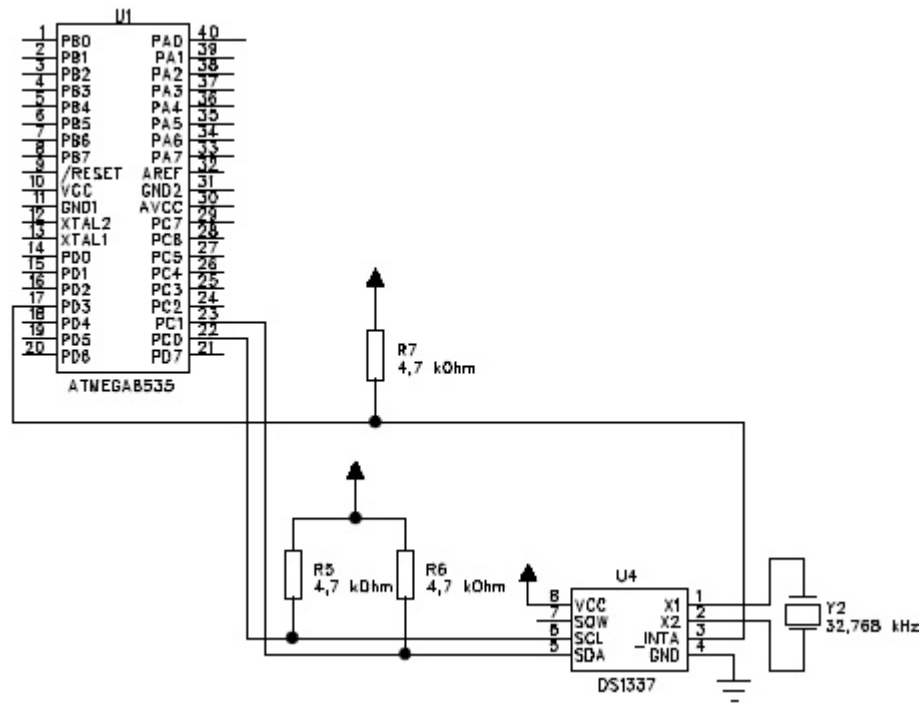 U1
1 PB0 PA0 40
2 PB1 PA1 39
3 PB2 PA2 38
4 PB3 PA3 37
5 PB4 PA4 36
6 PB5 PA5 35
7 PB6 PA6 34
8 PB7 PA7 33
9 /RESET AREF 32
10 VCC GND2 31
11 GND1 AVCC 30
12 XTAL2 PC7 29
13 XTAL1 PC6 28
14 PD0 PC5 27
15 PD1 PC4 26
16 PD2 PC3 25
17 PD3 PC2 24
18 PD4 PC1 23
19 PD5 PC0 22
20 PD6 PD7 21
ATMEGA8535
R7
4,7 kOhm
R5
4,7 kOhm
R6
4,7 kOhm
U4
8 VCC X1 1
7 SQW X2 2
6 SCL _INTA 3
5 SDA GND 4
DS1337
Y2
32,768 kHz